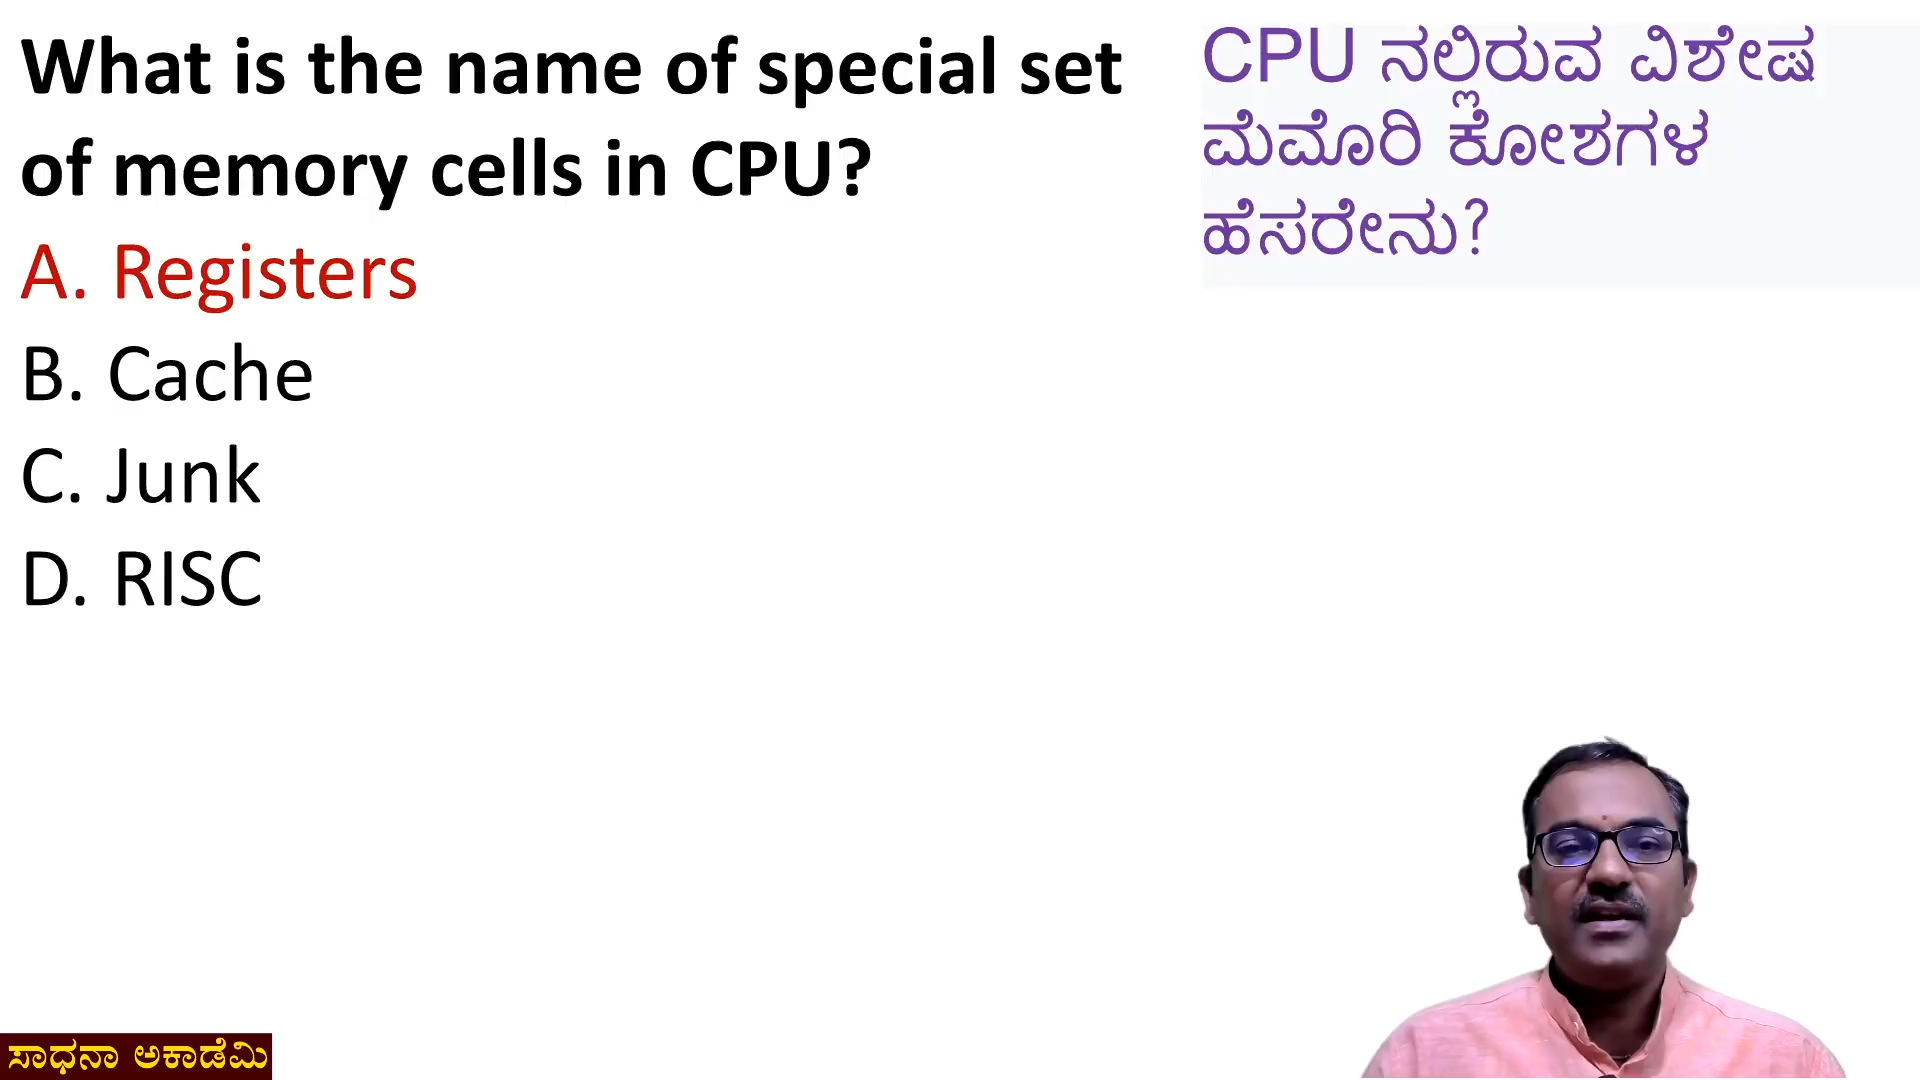 What is the name of special set
of memory cells in CPU?
A. Registers
B. Cache
C. Junk
D. RISC
CPU ನಲ್ಲಿರುವ ವಿಶೇಷ
ಮೆಮೊರಿ ಕೋಶಗಳ
ಹೆಸರೇನು?
ಸಾಧನಾ ಅಕಾಡೆಮಿ